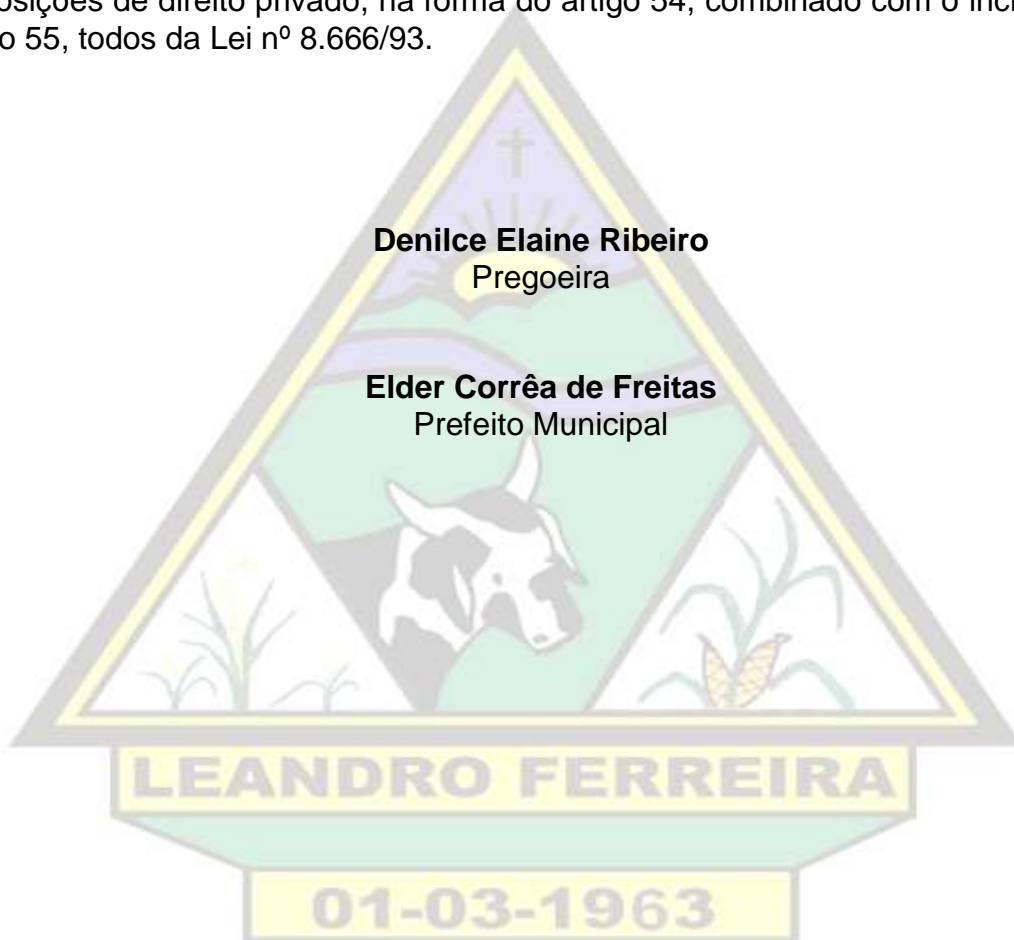 osições de direito privado, na forma do artigo 54, combinado com o inc
o 55, todos da Lei nº 8.666/93.
Denilce Elaine Ribeiro
Pregoeira
Elder Corrêa de Freitas
Prefeito Municipal
LEANDRO FERREIRA
01-03-1963